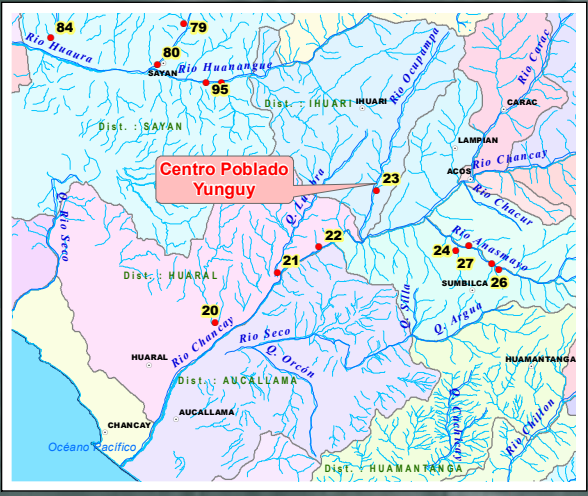 84
79
Rio Huaura
80
SAYAN
Rio Huanangue
95
Dist. : IHUARI
IHUARI
Rio Ocupampa
Rio Carac
CARAC
Dist. : SAYAN
LAMPIAN
Centro Poblado
Yunguy
23
ACOS
Rio Chancay
Rio Chacur
Q. Rio Seco
22
24
Rio Anasmayo
27
21
26
Dist. : HUARAL
SUMBILCA
20
Q. Silla
Q. Argua
Rio Chancay
Rio Seco
HUARAL
Q. Orcón
HUAMANTANGA
Dist. : AUCALLAMA
AUCALLAMA
Q. Cuchicay
Rio Chillon
CHANCAY
Océano Pacífico
Dist. : HUAMANTANGA